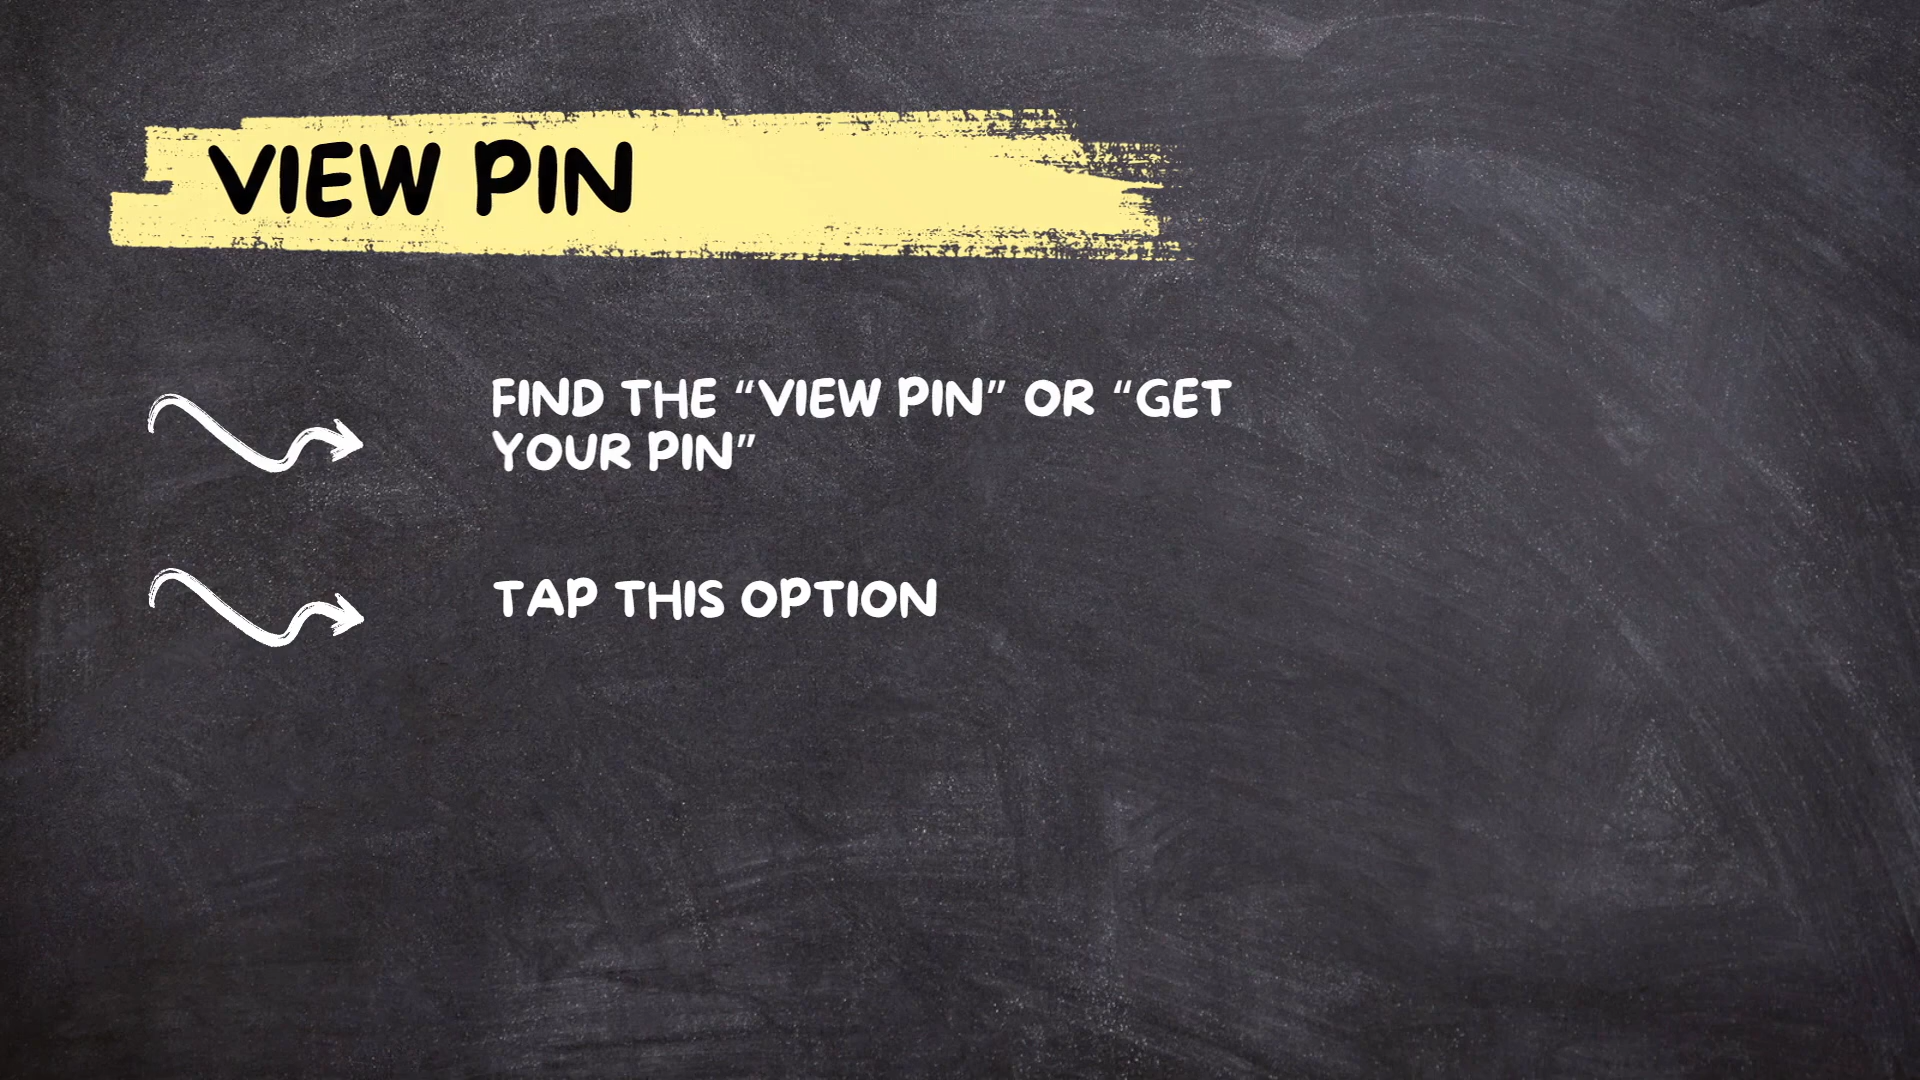 VIEW PIN
FIND THE “VIEW PIN” OR “GET
YOUR PIN”
TAP THIS OPTION